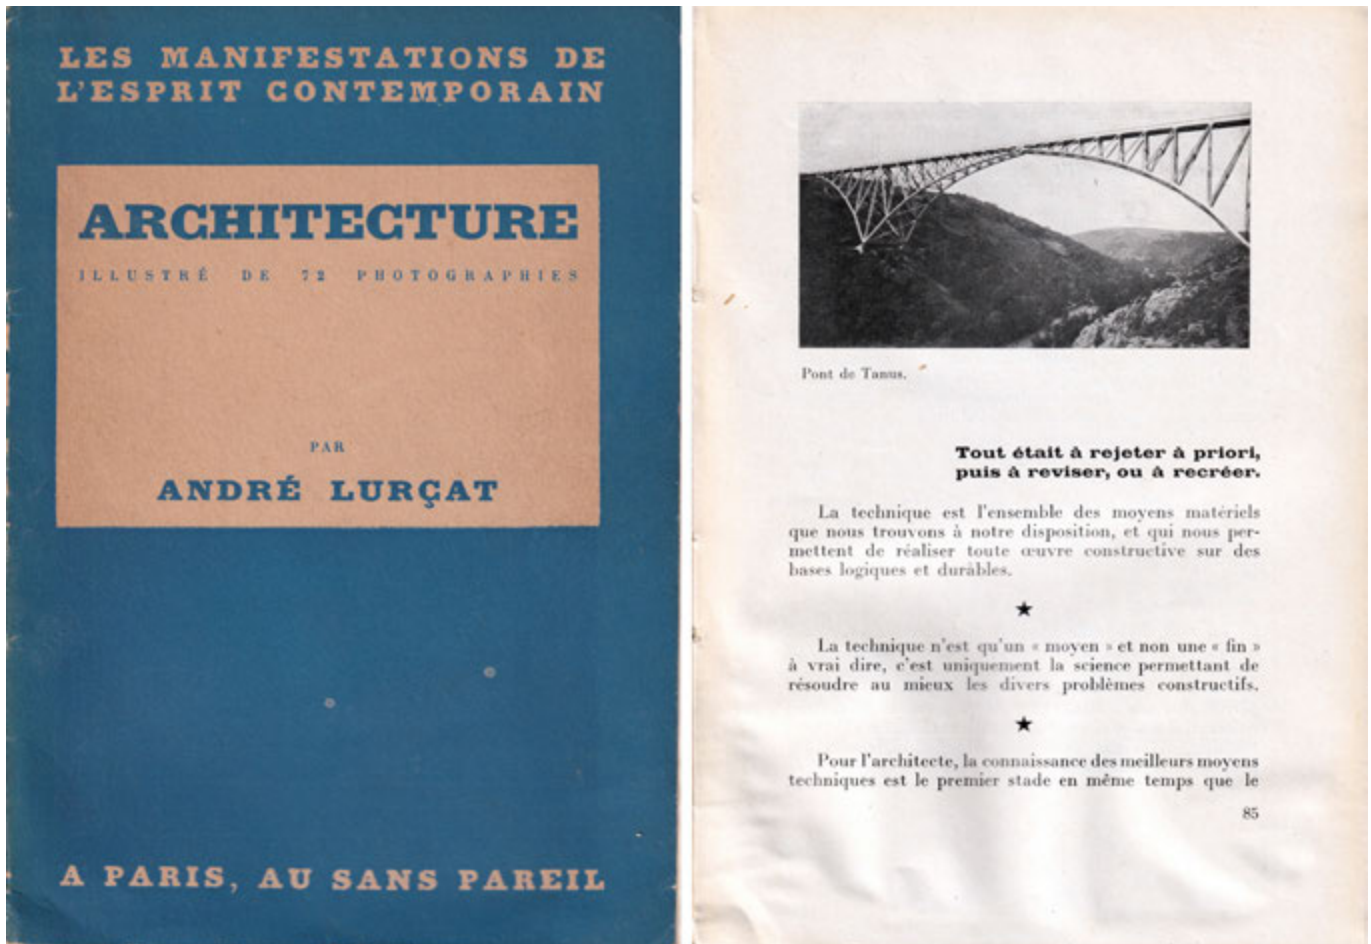 LES MANIFESTATIONS DE
L'ESPRIT CONTEMPORAIN
ARCHITECTURE
ILLUSTRÉ DE 72 PHOTOGRAPHIES
PAR
ANDRÉ LURÇAT
A PARIS, AU SANS PAREIL
Pont de Tanus.
Tout était à rejeter à priori,
puis à reviser, ou à recréer.
La technique est l'ensemble des moyens matériels
que nous trouvons à notre disposition, et qui nous per-
mettent de réaliser toute œuvre constructive sur des
bases logiques et durables.
La technique n'est qu'un « moyen » et non une « fin »
à vrai dire, c'est uniquement la science permettant de
résoudre au mieux les divers problèmes constructifs.
Pour l'architecte, la connaissance des meilleurs moyens
techniques est le premier stade en même temps que le
85